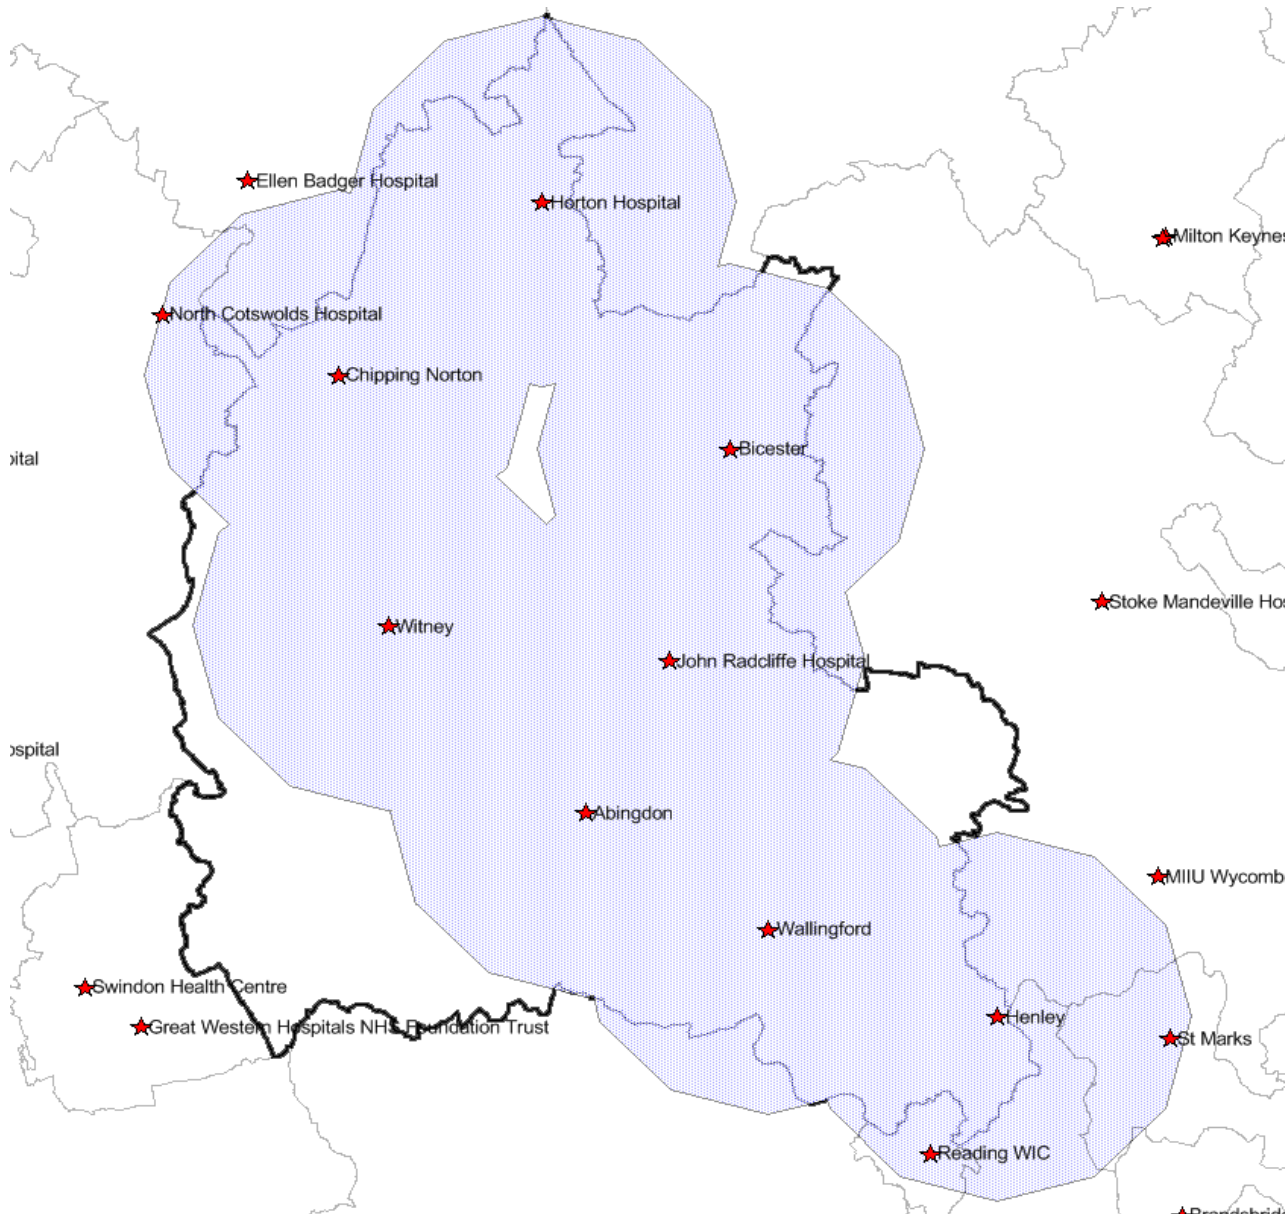 Ellen Badger Hospital
Horton Hospital
Milton Keynes
North Cotswolds Hospital
Chipping Norton
Bicester
pital
Stoke Mandeville Hos
Witney
John Radcliffe Hospital
ospital
Abingdon
MIIU Wycomb
Wallingford
Swindon Health Centre
Henley
Great Western Hospitals NHS Foundation Trust
St Marks
Reading WIC